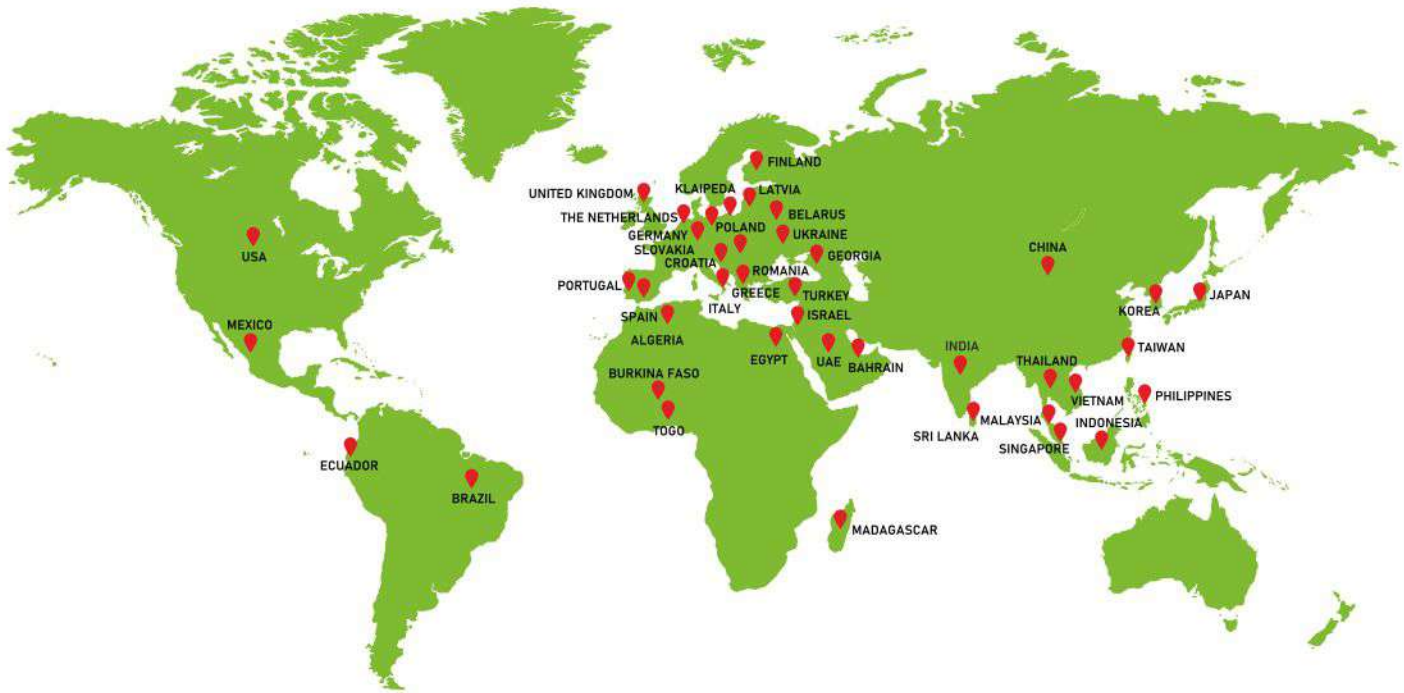 FINLAND
UNITED KINGDOM
KLAIPEDA
LATVIA
THE NETHERLANDS
BELARUS
GERMANY
POLAND
UKRAINE
SLOVAKIA
USA
CHINA
CROATIA
GEORGIA
ROMANIA
PORTUGAL
GREECE
TURKEY
JAPAN
ITALY
KOREA
SPAIN
ISRAEL
MEXICO
ALGERIA
INDIA
TAIWAN
EGYPT
UAE
BAHRAIN
THAILAND
BURKINA FASO
VIETNAM
PHILIPPINES
MALAYSIA
INDONESIA
TOGO
SRI LANKA
SINGAPORE
ECUADOR
BRAZIL
MADAGASCAR